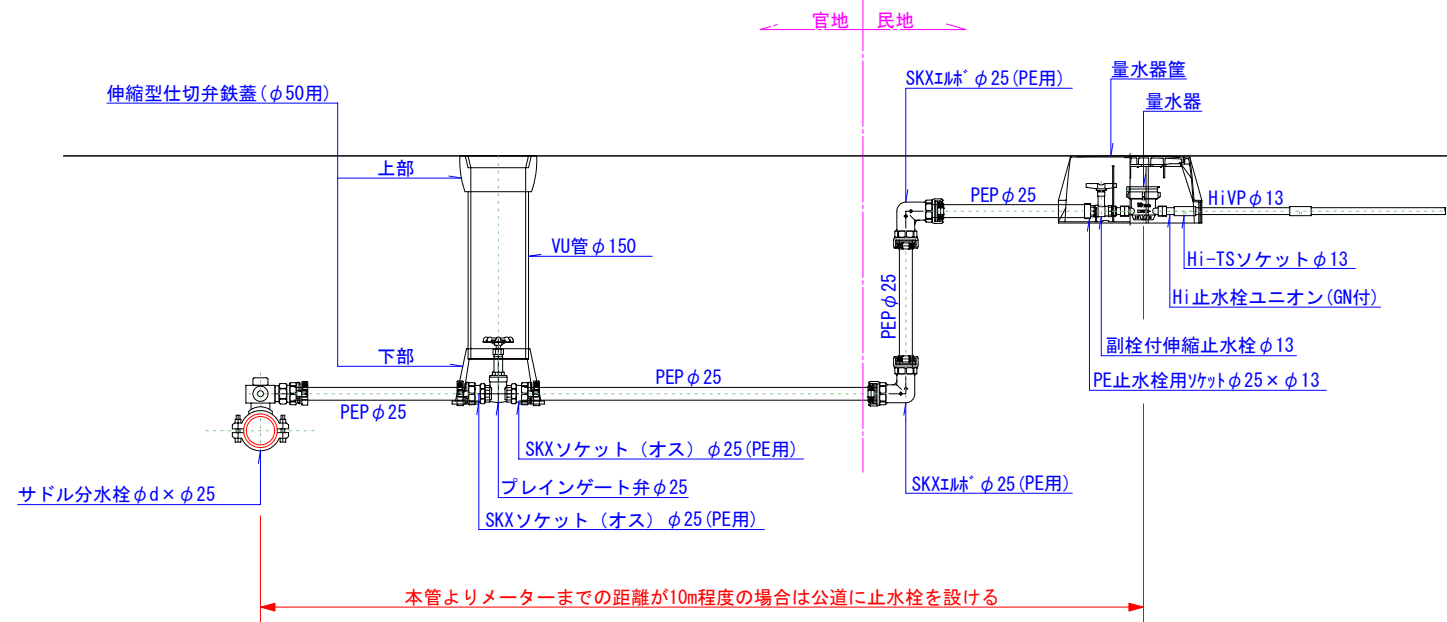 官地 民地
伸縮型仕切弁鉄蓋(φ50用)
SKXエルボφ25(PE用)
量水器筺
量水器
上部
PEPφ25
HiVPφ13
VU管φ150
Hi-TSソケットφ13
PEPφ25
Hi止水栓ユニオン(GN付)
副栓付伸縮止水栓φ13
下部
PE止水栓用ソケットφ25×φ13
PEPφ25
PEPφ25
SKXソケット(オス)φ25(PE用)
サドル分水栓φd×φ25
プレインゲート弁φ25
SKXエルボφ25(PE用)
SKXソケット(オス)φ25(PE用)
本管よりメーターまでの距離が10m程度の場合は公道に止水栓を設ける